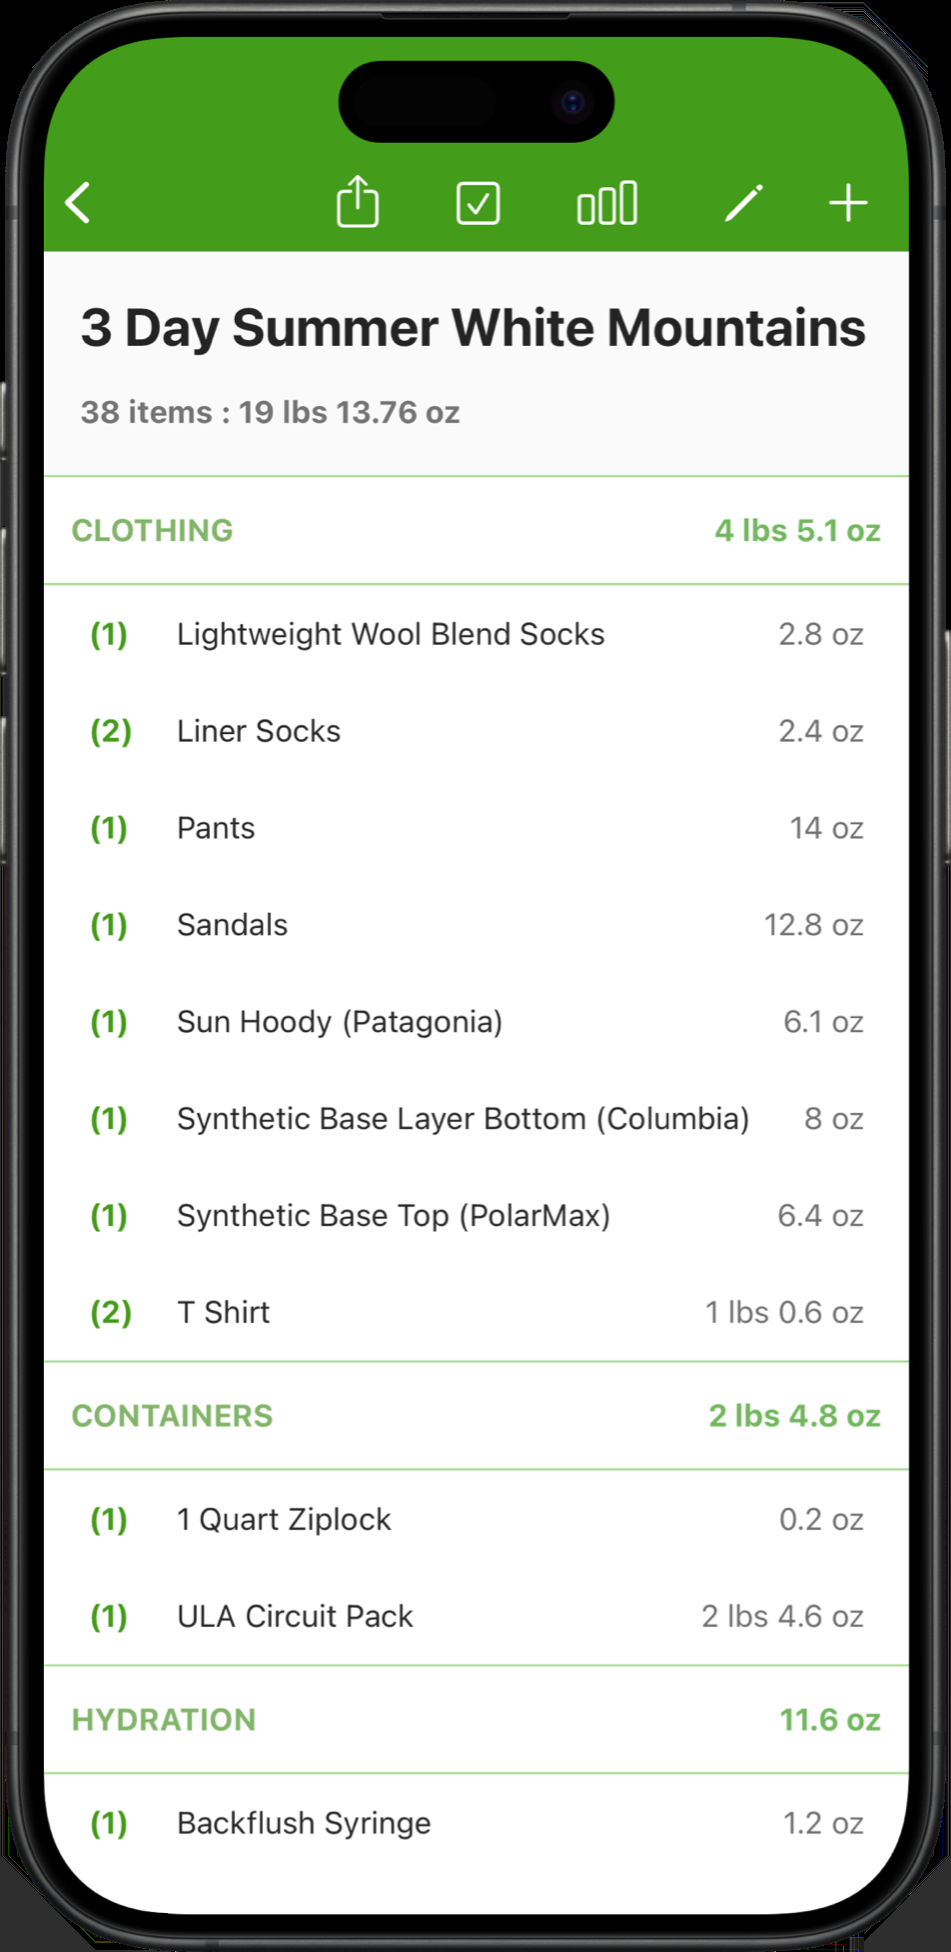 3 Day Summer White Mountains
38 items : 19 lbs 13.76 oz
CLOTHING 4 lbs 5.1 oz
(1) Lightweight Wool Blend Socks 2.8 oz
(2) Liner Socks 2.4 oz
(1) Pants 14 oz
(1) Sandals 12.8 oz
(1) Sun Hoody (Patagonia) 6.1 oz
(1) Synthetic Base Layer Bottom (Columbia) 8 oz
(1) Synthetic Base Top (PolarMax) 6.4 oz
(2) T Shirt 1 lbs 0.6 oz
CONTAINERS 2 lbs 4.8 oz
(1) 1 Quart Ziplock 0.2 oz
(1) ULA Circuit Pack 2 lbs 4.6 oz
HYDRATION 11.6 oz
(1) Backflush Syringe 1.2 oz